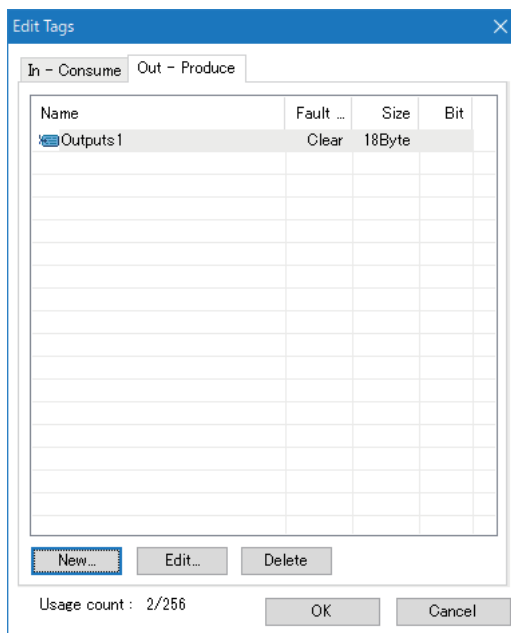 Edit Tags
In - Consume Out - Produce
Name Fault ... Size Bit
Outputs1 Clear 18Byte
New... Edit... Delete
Usage count : 2/256 OK Cancel